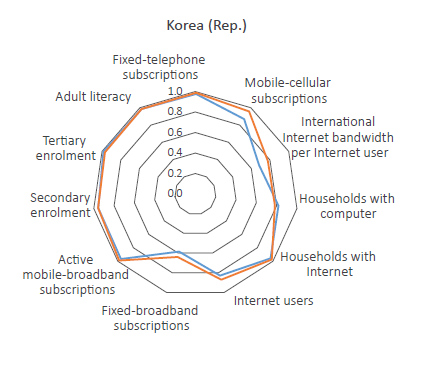 Korea (Rep.)
Fixed-telephone
subscriptions
Mobile-cellular
subscriptions
International
Internet bandwidth
per Internet user
Households with
computer
Households with
Internet
Internet users
Fixed-broadband
subscriptions
Active
mobile-broadband
subscriptions
Secondary
enrolment
Tertiary
enrolment
Adult literacy
1.0
0.8
0.6
0.4
0.2
0.0